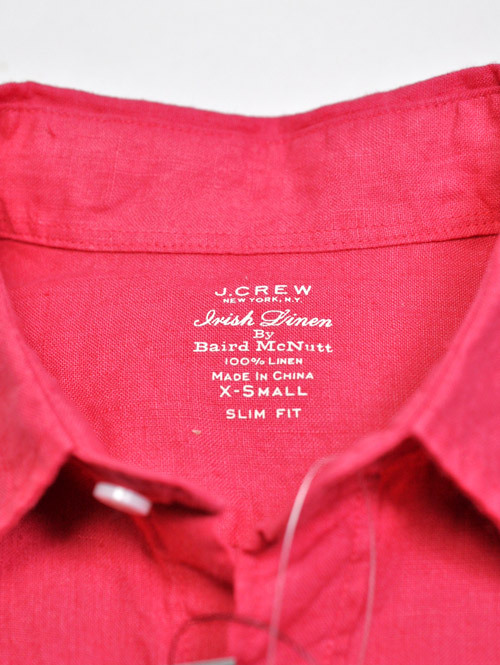 J.CREW
NEW YORK, N.Y.
Irish Linen
By
Baird McNutt
100% LINEN
MADE IN CHINA
X-SMALL
SLIM FIT